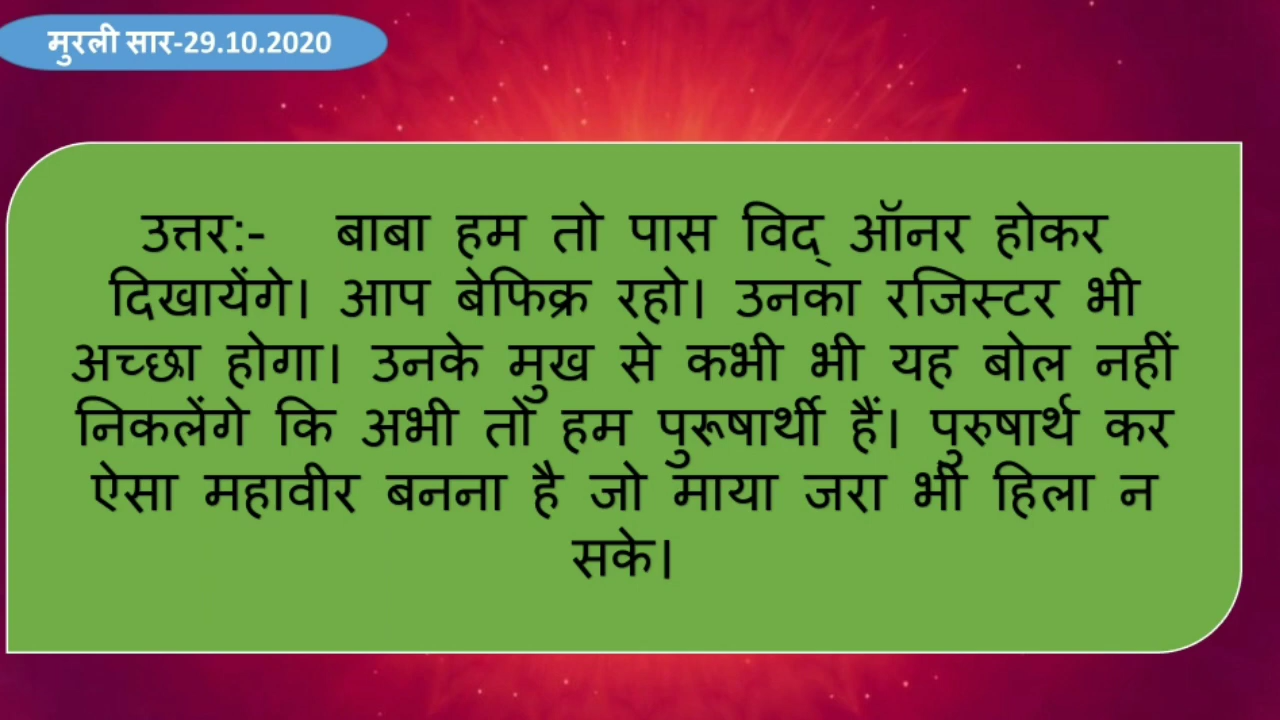 मुरली सार-29.10.2020
उत्तर:- बाबा हम तो पास विद् ऑनर होकर
दिखायेंगे। आप बेफिक्र रहो। उनका रजिस्टर भी
अच्छा होगा। उनके मुख से कभी भी यह बोल नहीं
निकलेंगे कि अभी तो हम पुरूषार्थी हैं। पुरुषार्थ कर
ऐसा महावीर बनना है जो माया जरा भी हिला न
सके।